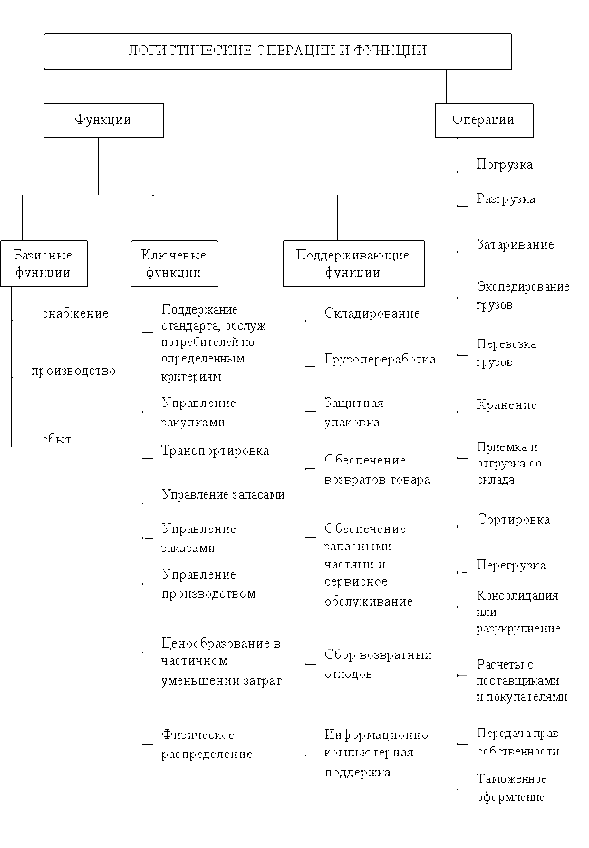 ЛОГИСТИЧЕСКИЕ ОПЕРАЦИИ И ФУНКЦИИ
Функции
Операции
Базисные
функции
снабжение
производство
сбыт
Ключевые
функции
Поддержание
стандарта, обслуж
потребителей по
определенным
критериям
Управление
закупками
Транспортировка
Управление запасами
Управление
заказами
Управление
производством
Ценообразование в
частичном
уменьшении затрат
Физическое
распределение
Поддерживающие
функции
Складирование
Грузопереработка
Защитная
упаковка
Обеспечение
возвратов товара
Обеспечение
запасными
частями и
сервисное
обслуживание
Сбор возвратных
отходов
Информационно
компьютерная
поддержка
Погрузка
Разгрузка
Затаривание
Экспедирование
грузов
Перевозка
грузов
Хранение
Приемка и
отгрузка со
склада
Сортировка
Перегрузка
Консолидация
или
разукрупнение
Расчеты с
поставщиками
и покупателями
Передача прав
собственности
Таможенное
оформление